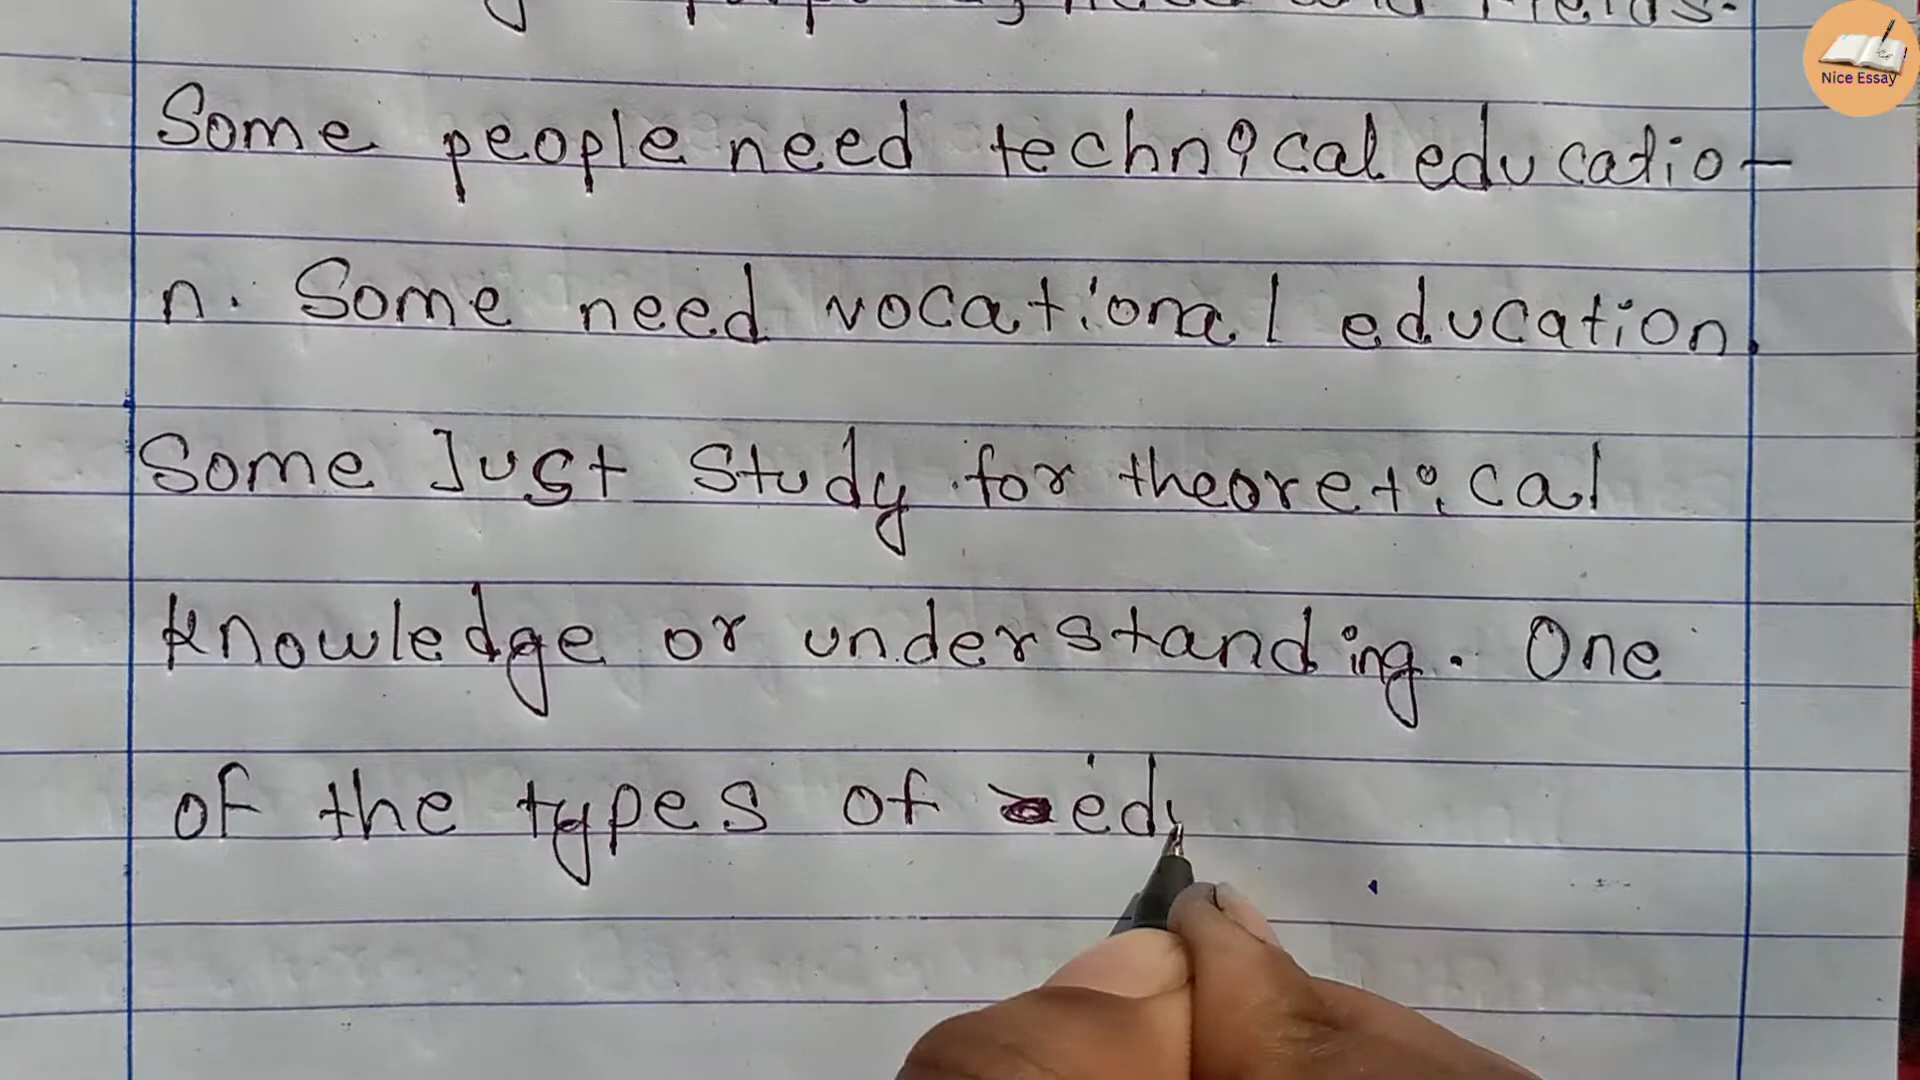 Some people need technical educatio-
n. Some need vocational education.
Some Just Study for theoretical
knowledge or understanding. One
of the types of ed
Nice Essay